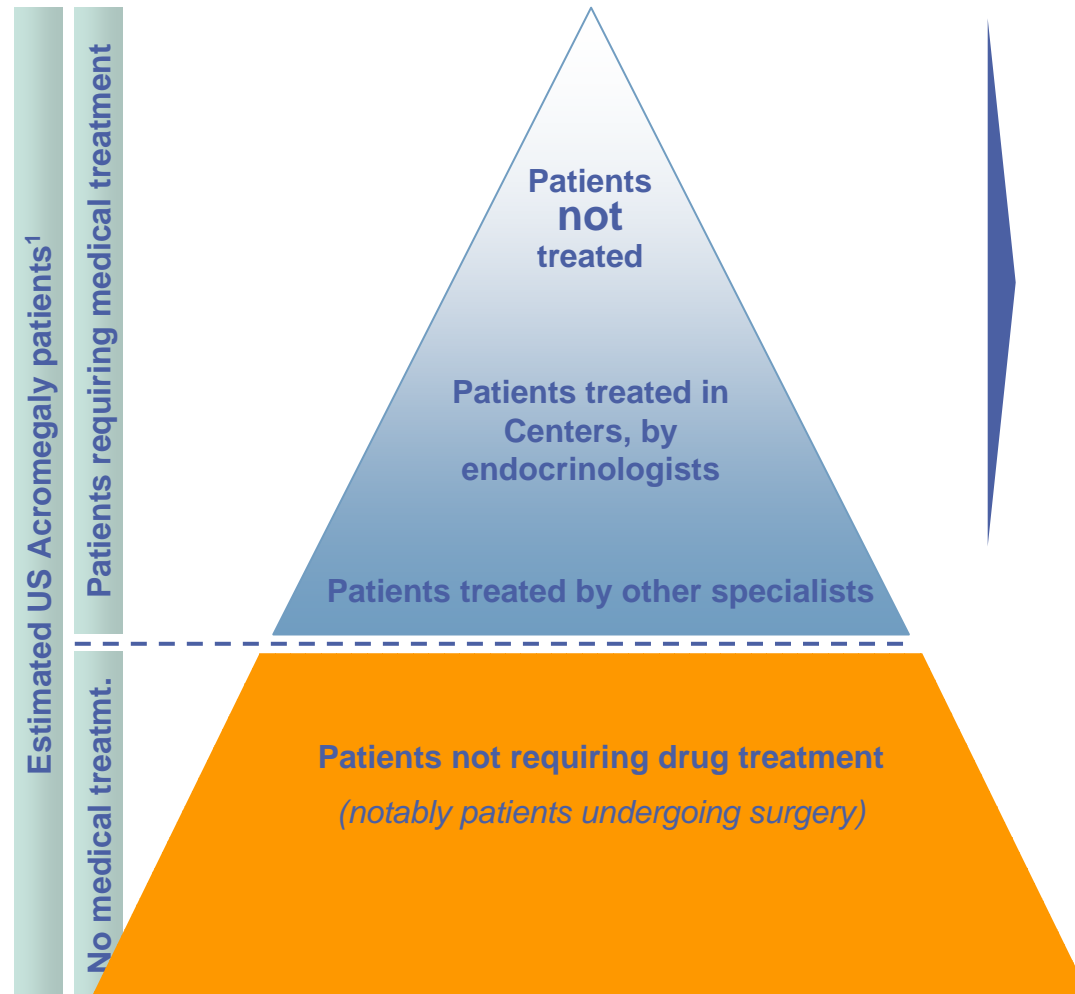 Estimated US Acromegaly patients1
Patients requiring medical treatment
No medical treatmt.
Patients
not
treated
Patients treated in
Centers, by
endocrinologists
Patients treated by other specialists
Patients not requiring drug treatment
(notably patients undergoing surgery)